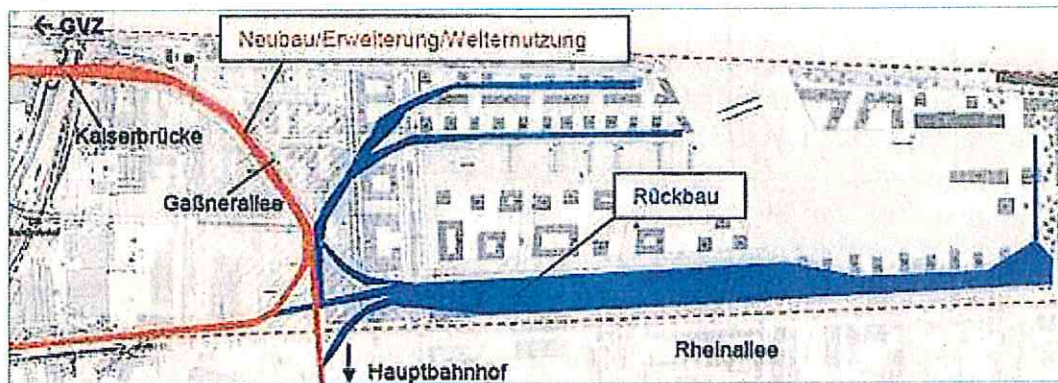 ← GVZ
Neubau/Erweiterung/Weiternutzung
Kaiserbrücke
Gaßnerallee
Rückbau
Rheinallee
↓ Hauptbahnhof